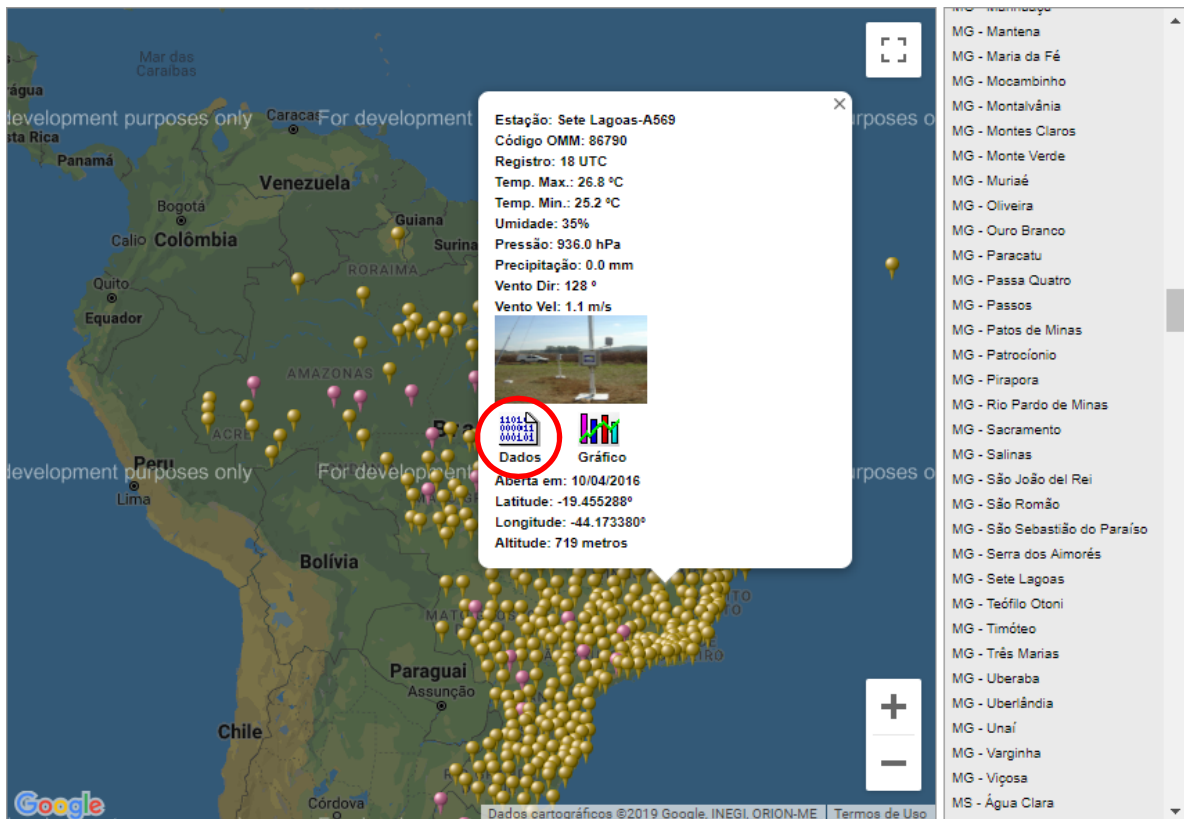 Mar das
Caraíbas
evelopment purposes only
For development
urposes o
Caracas
sta Rica
Panamá
Venezuela
Bogotá
Guiana
Calio
Colômbia
Surina
RORAIMA
Quito
Equador
AMAZONAS
ACRE
Peru
Lima
evelopment purposes only
For development
urposes o
Bolívia
Paraguai
Assunção
Chile
Córdova
Google
Dados cartográficos ©2019 Google, INEGI, ORION-ME
Termos de Uso
Estação: Sete Lagoas-A569
Código OMM: 86790
Registro: 18 UTC
Temp. Max.: 26.8 ºC
Temp. Min.: 25.2 ºC
Umidade: 35%
Pressão: 936.0 hPa
Precipitação: 0.0 mm
Vento Dir: 128 º
Vento Vel: 1.1 m/s
Dados
Gráfico
Aberta em: 10/04/2016
Latitude: -19.455288º
Longitude: -44.173380º
Altitude: 719 metros
MG - Mantena
MG - Maria da Fé
MG - Mocambinho
MG - Montalvânia
MG - Montes Claros
MG - Monte Verde
MG - Muriaé
MG - Oliveira
MG - Ouro Branco
MG - Paracatu
MG - Passa Quatro
MG - Passos
MG - Patos de Minas
MG - Patrocíonio
MG - Pirapora
MG - Rio Pardo de Minas
MG - Sacramento
MG - Salinas
MG - São João del Rei
MG - São Romão
MG - São Sebastião do Paraíso
MG - Serra dos Aimorés
MG - Sete Lagoas
MG - Teófilo Otoni
MG - Timóteo
MG - Três Marias
MG - Uberaba
MG - Uberlândia
MG - Unaí
MG - Varginha
MG - Viçosa
MS - Água Clara